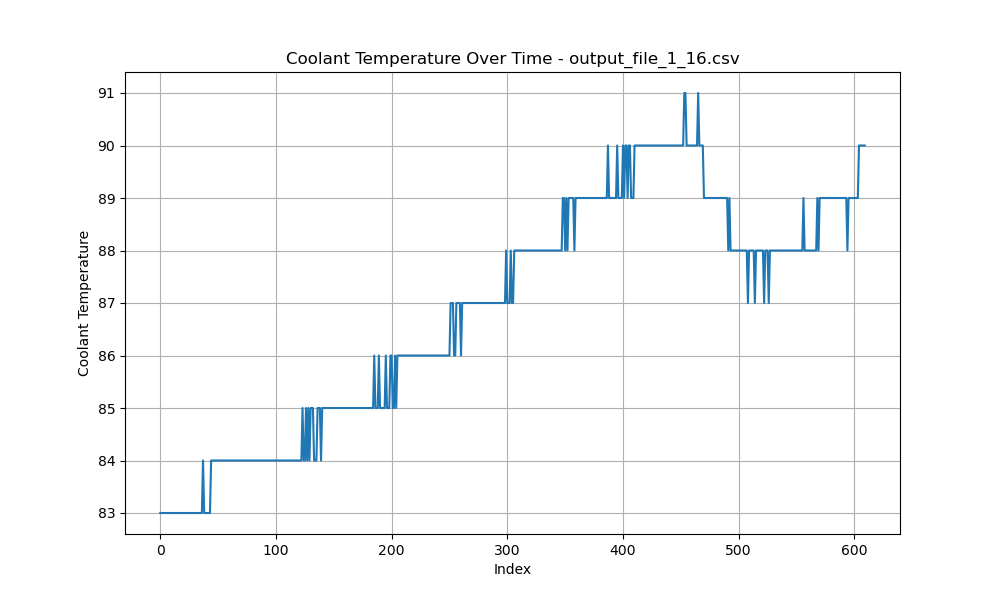 Coolant Temperature Over Time - output_file_1_16.csv
Coolant Temperature
91
90
89
88
87
86
85
84
83
0 100 200 300 400 500 600
Index